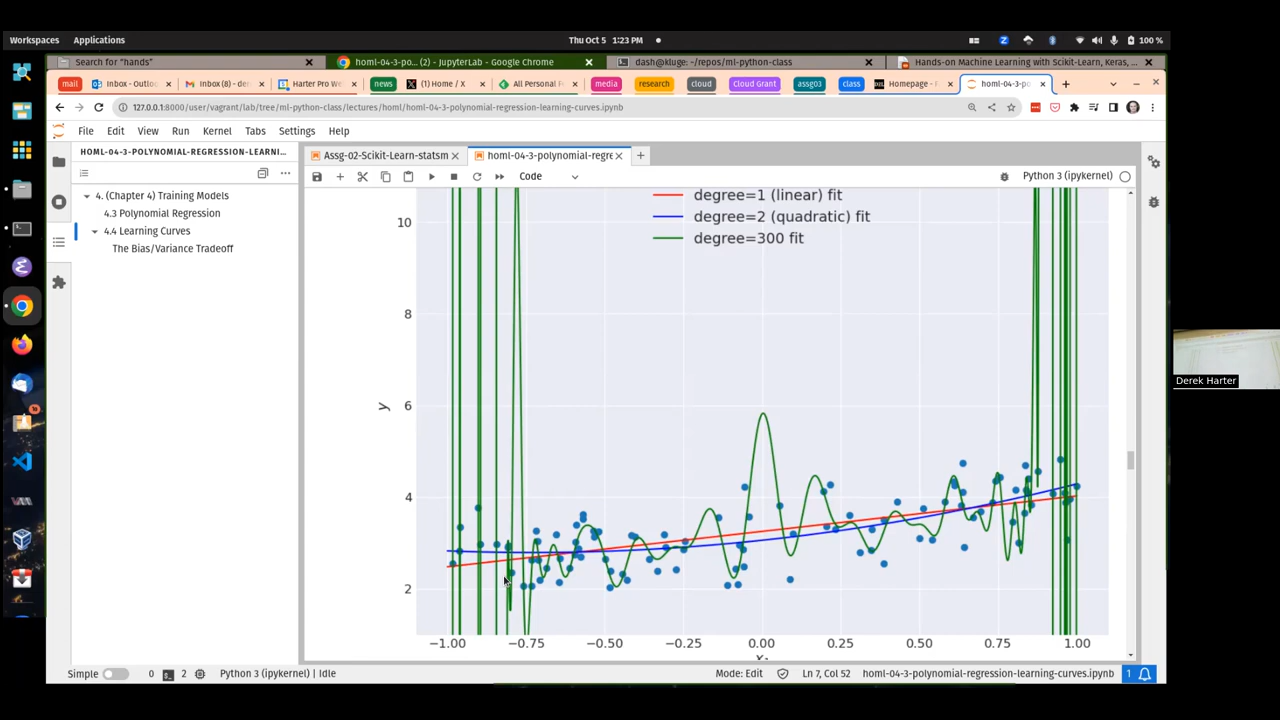 Workspaces Applications Thu Oct 5 1:23 PM 100 %
Search for "hands" × homl-04-3-po... (2) - JupyterLab - Google Chrome × dash@kluge: ~/repos/ml-python-class × Hands-on Machine Learning with Scikit-Learn, Keras, ... ×
mail Inbox - Outloo Inbox (8) - der Harter Pro We news (1) Home / X All Personal F media research cloud Cloud Grant assg03 class Homepage - homl-04-3-po
127.0.0.1:8000/user/vagrant/lab/tree/ml-python-class/lectures/homl/homl-04-3-polynomial-regression-learning-curves.ipynb
File Edit View Run Kernel Tabs Settings Help
HOML-04-3-POLYNOMIAL-REGRESSION-LEARNI...
Assg-02-Scikit-Learn-statsm × homl-04-3-polynomial-regre ×
Code Python 3 (ipykernel)
4. (Chapter 4) Training Models
4.3 Polynomial Regression
4.4 Learning Curves
The Bias/Variance Tradeoff
degree=1 (linear) fit
degree=2 (quadratic) fit
degree=300 fit
10
8
6
4
2
y
−1.00 −0.75 −0.50 −0.25 0.00 0.25 0.50 0.75 1.00
Simple 0 2 Python 3 (ipykernel) | Idle Mode: Edit Ln 7, Col 52 homl-04-3-polynomial-regression-learning-curves.ipynb 1
Derek Harter